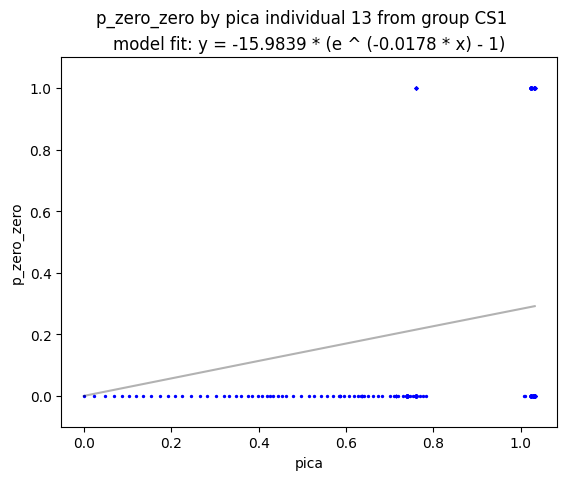 p_zero_zero by pica individual 13 from group CS1
model fit: y = -15.9839 * (e ^ (-0.0178 * x) - 1)
1.0
0.8
0.6
0.4
0.2
0.0
p_zero_zero
0.0 0.2 0.4 0.6 0.8 1.0
pica